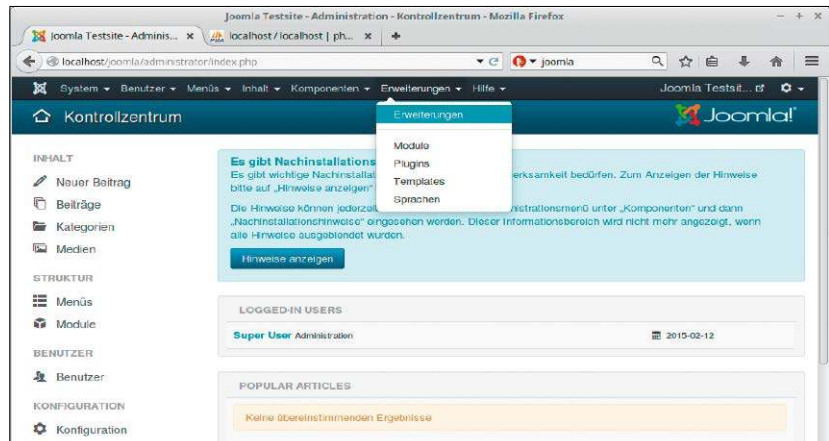 Joomla Testsite - Administration - Kontrollzentrum - Mozilla Firefox
Joomla Testsite - Adminis... x
localhost / localhost | ph... x
localhost/joomla/administrator/index.php
joomla
System Benutzer Menüs Inhalt Komponenten Erweiterungen Hilfe
Joomla Testsit...
Kontrollzentrum
Joomla!
Erweiterungen
Module
Plugins
Templates
Sprachen
INHALT
Neuer Beitrag
Beiträge
Kategorien
Medien
STRUKTUR
Menüs
Module
BENUTZER
Benutzer
KONFIGURATION
Konfiguration
Es gibt Nachinstallations
Es gibt wichtige Nachinstallat erksamkeit bedürfen. Zum Anzeigen der Hinweise
bitte auf „Hinweise anzeigen“
Die Hinweise können jederzei nistrationsmenü unter „Komponenten“ und dann
„Nachinstallationshinweise“ eingesehen werden. Dieser Informationsbereich wird nicht mehr angezeigt, wenn
alle Hinweise ausgeblendet wurden.
Hinweise anzeigen
LOGGED-IN USERS
Super User Administration
2015-02-12
POPULAR ARTICLES
Keine übereinstimmenden Ergebnisse